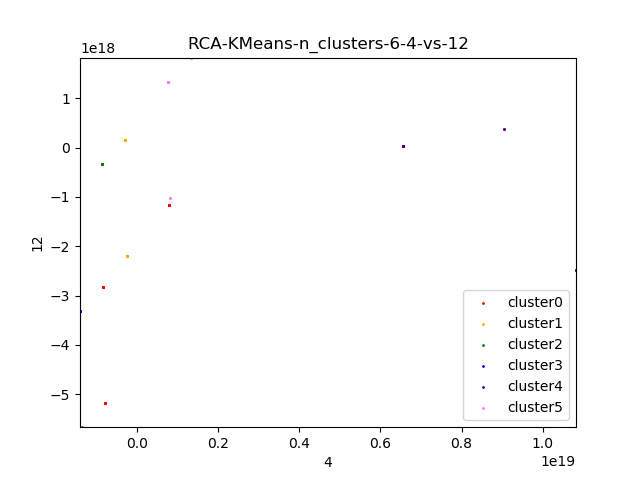 RCA-KMeans-n_clusters-6-4-vs-12
1e18
1
0
−1
−2
−3
−4
−5
12
0.0 0.2 0.4 0.6 0.8 1.0
1e19
4
cluster0
cluster1
cluster2
cluster3
cluster4
cluster5